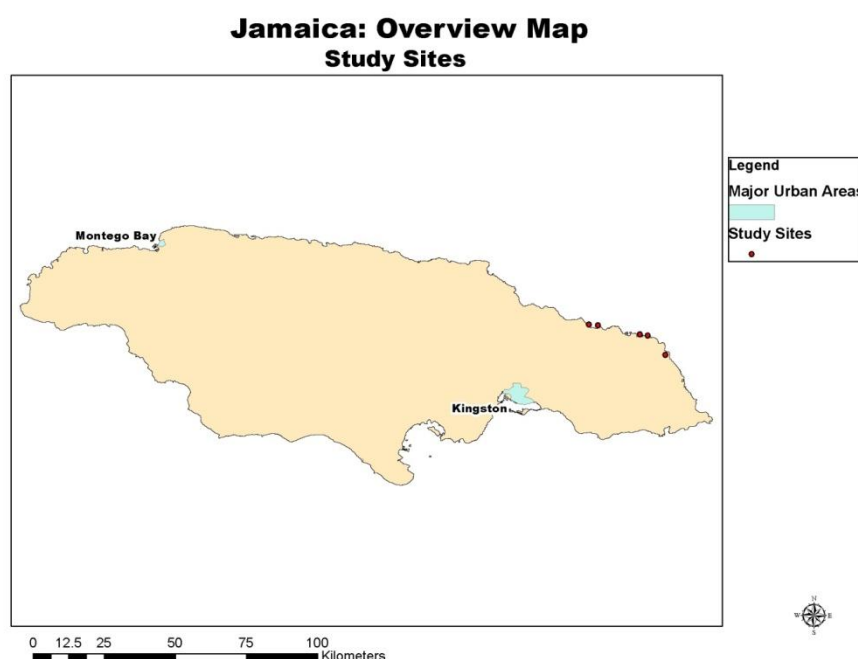 Jamaica: Overview Map
Study Sites
Montego Bay
Kingston
Legend
Major Urban Areas
Study Sites
N
W E
S
0 12.5 25 50 75 100
Kilometers